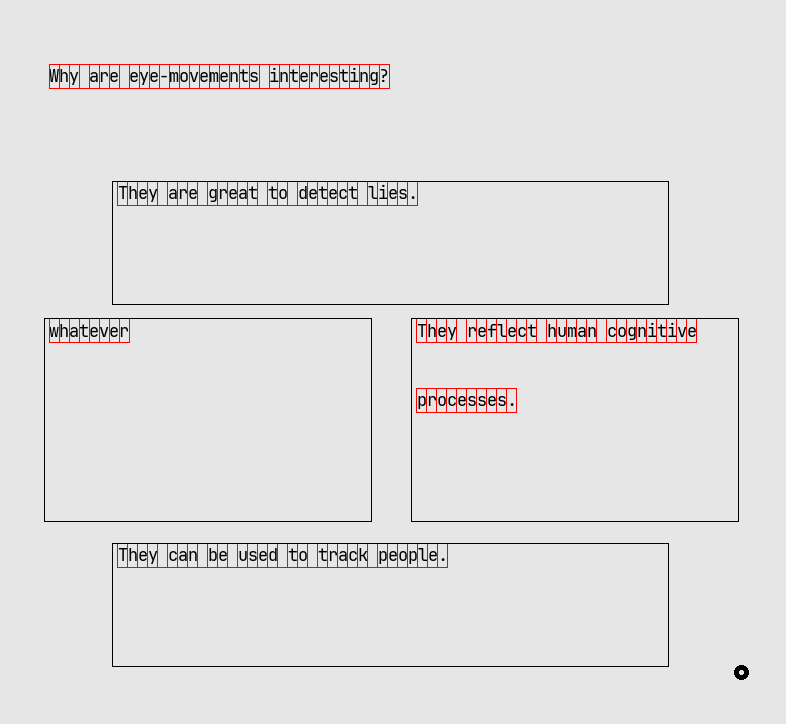 Why are eye-movements interesting?
They are great to detect lies.
whatever
They reflect human cognitive
processes.
They can be used to track people.